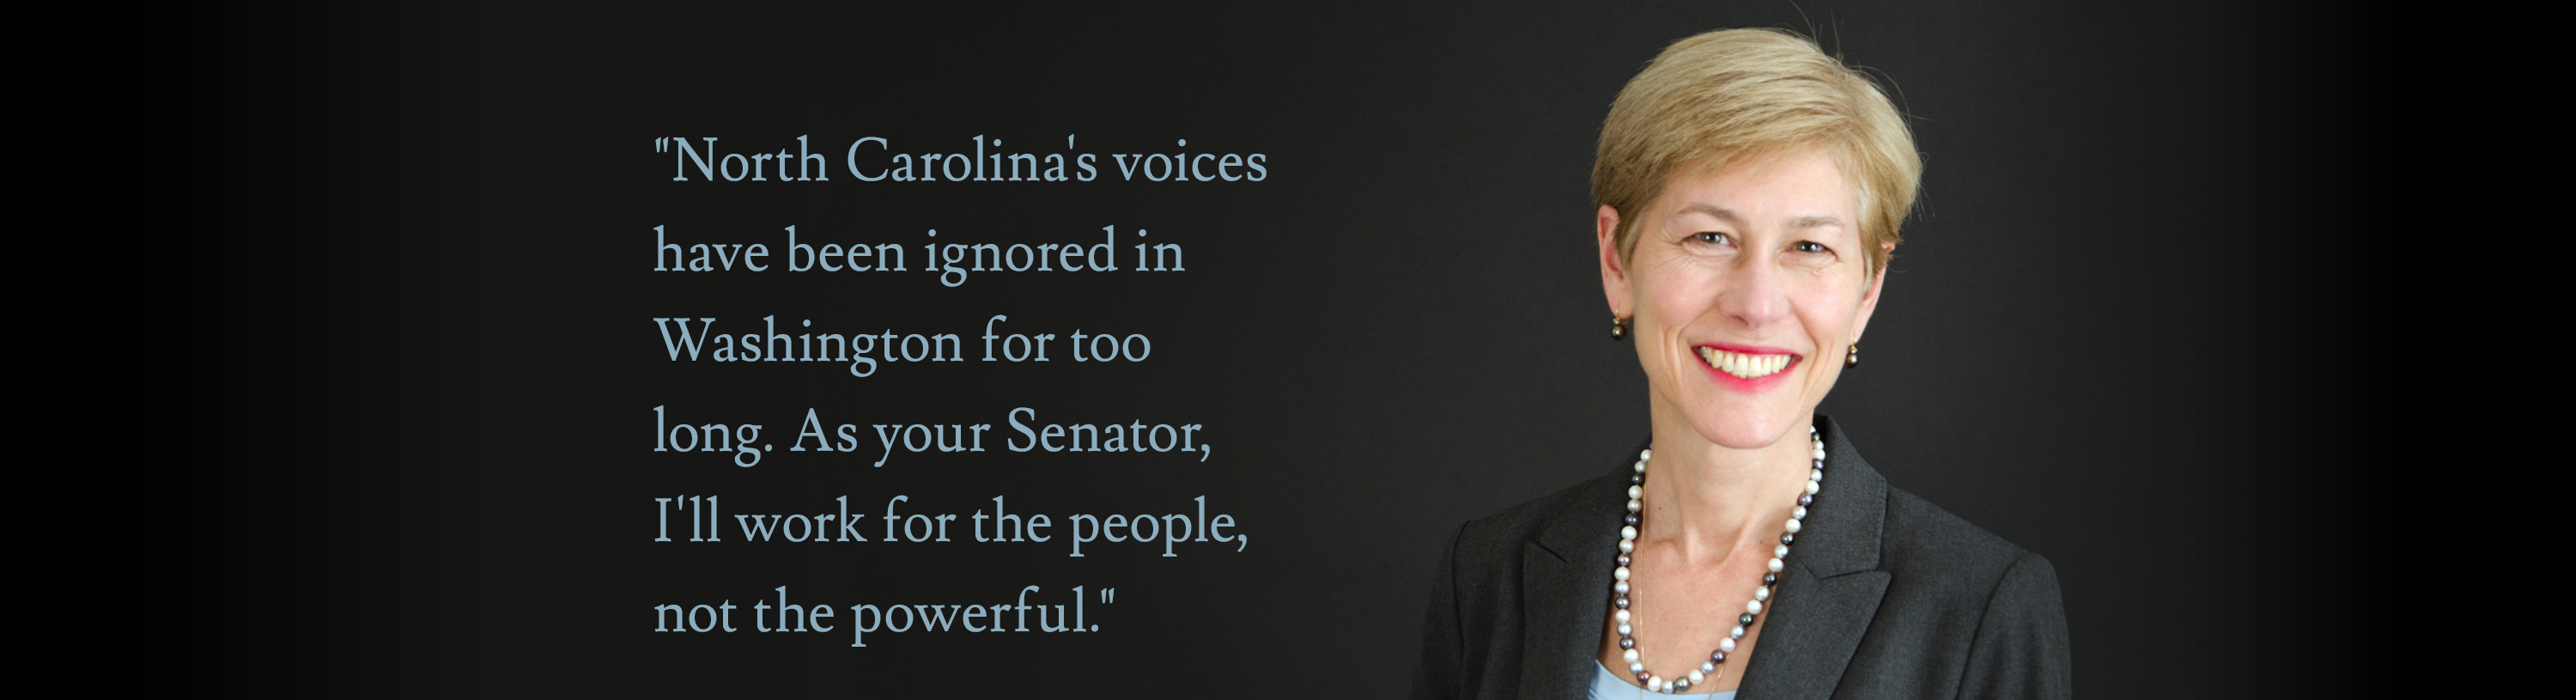 "North Carolina's voices
have been ignored in
Washington for too
long. As your Senator,
I'll work for the people,
not the powerful."